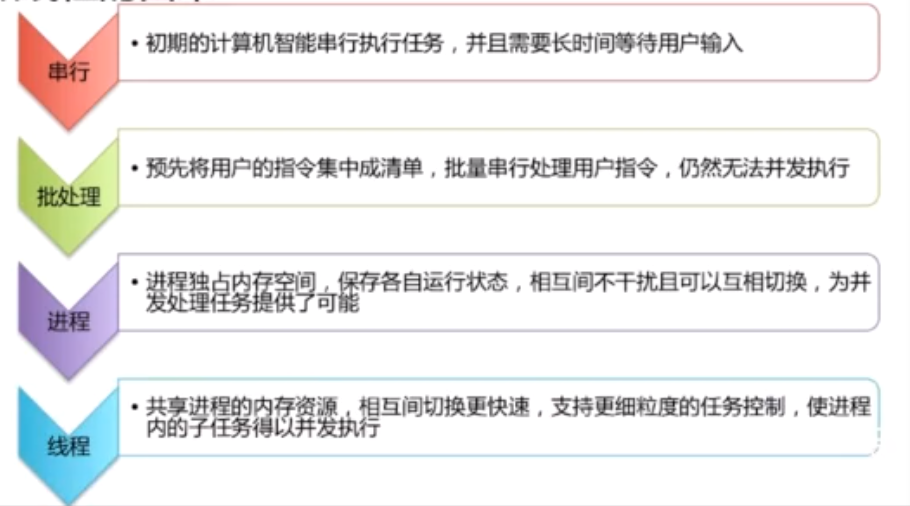 串行
• 初期的计算机智能串行执行任务，并且需要长时间等待用户输入
批处理
• 预先将用户的指令集中成清单，批量串行处理用户指令，仍然无法并发执行
进程
• 进程独占内存空间，保存各自运行状态，相互间不干扰且可以互相切换，为并
发处理任务提供了可能
线程
• 共享进程的内存资源，相互间切换更快速，支持更细粒度的任务控制，使进程
内的子任务得以并发执行